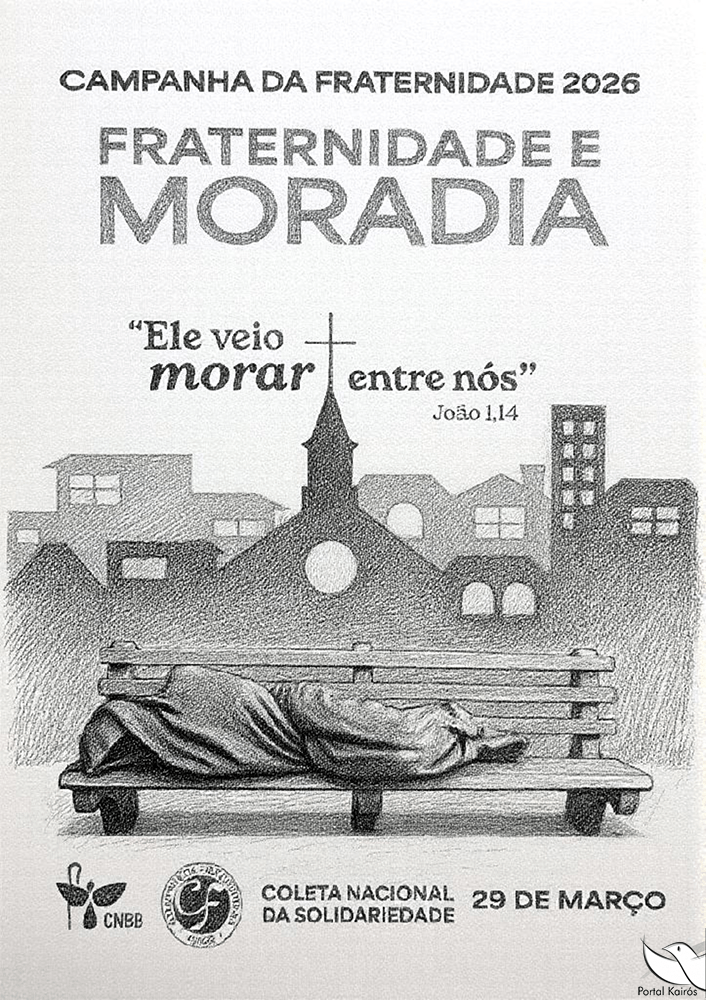 CAMPANHA DA FRATERNIDADE 2026
FRATERNIDADE E
MORADIA
“Ele veio
morar entre nós”
João 1,14
CNBB
CF
COLETA NACIONAL
DA SOLIDARIEDADE
29 DE MARÇO
Portal Kairós